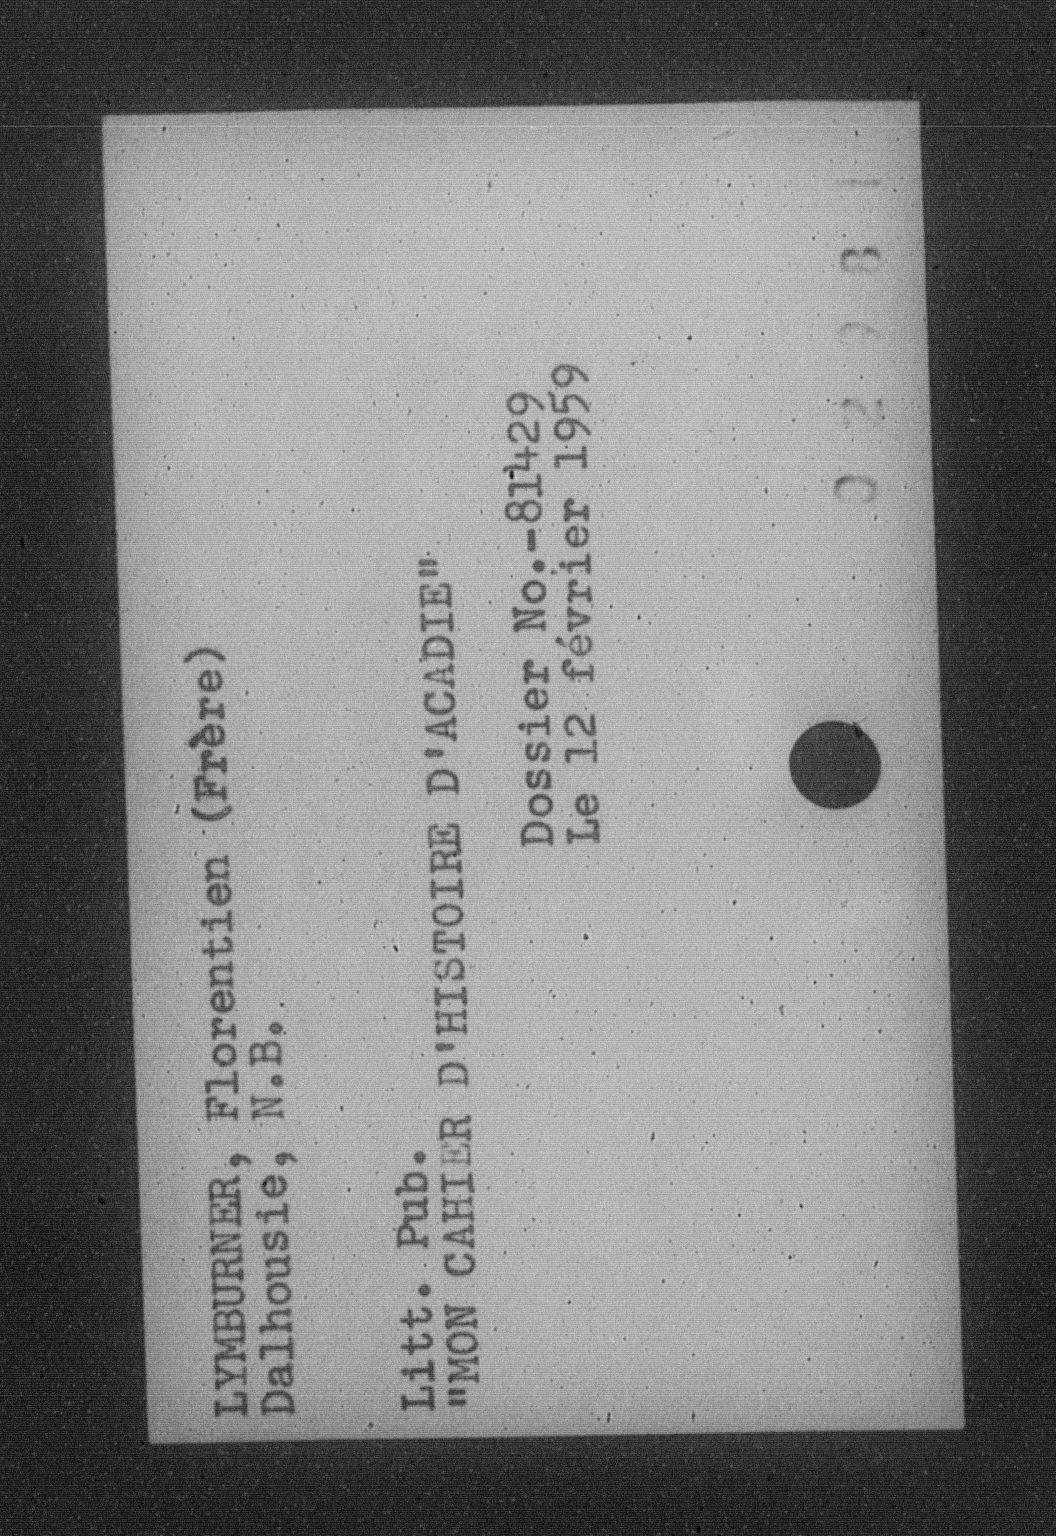 LYMBURNER, Florentien (Frère)
Dalhousie, N.B.
Litt. Pub.
"MON CAHIER D'HISTOIRE D'ACADIE"
Dossier No.-81429
Le 12 février 1959